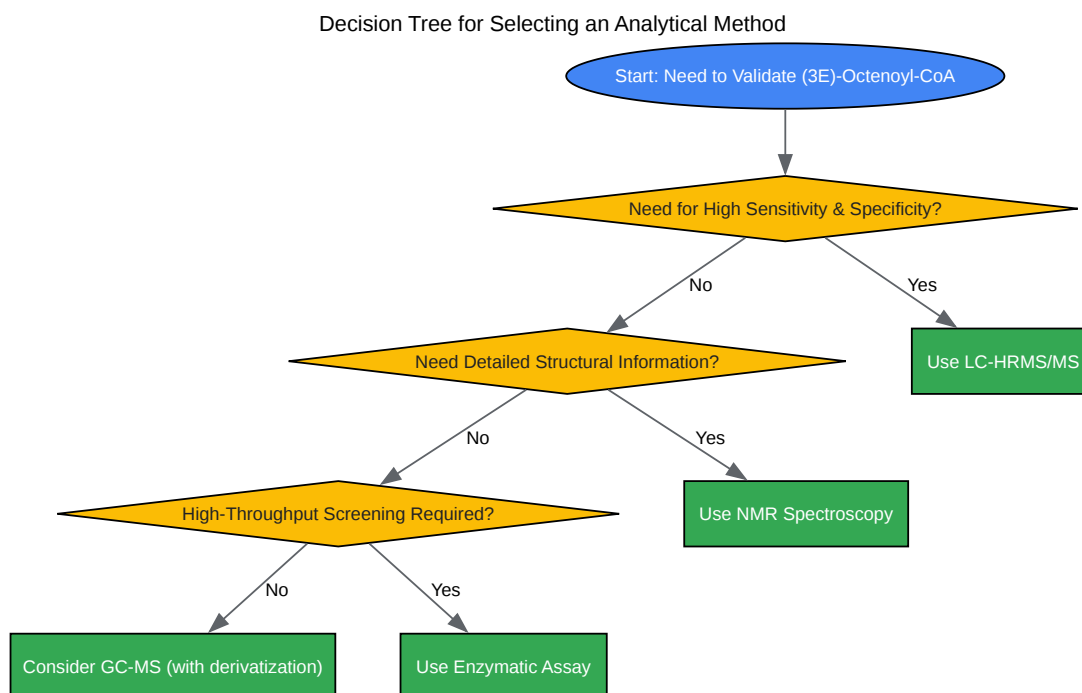 Decision Tree for Selecting an Analytical Method
Start: Need to Validate (3E)-Octenoyl-CoA
Need for High Sensitivity & Specificity?
No
Yes
Need Detailed Structural Information?
Use LC-HRMS/MS
No
Yes
High-Throughput Screening Required?
Use NMR Spectroscopy
No
Yes
Consider GC-MS (with derivatization)
Use Enzymatic Assay